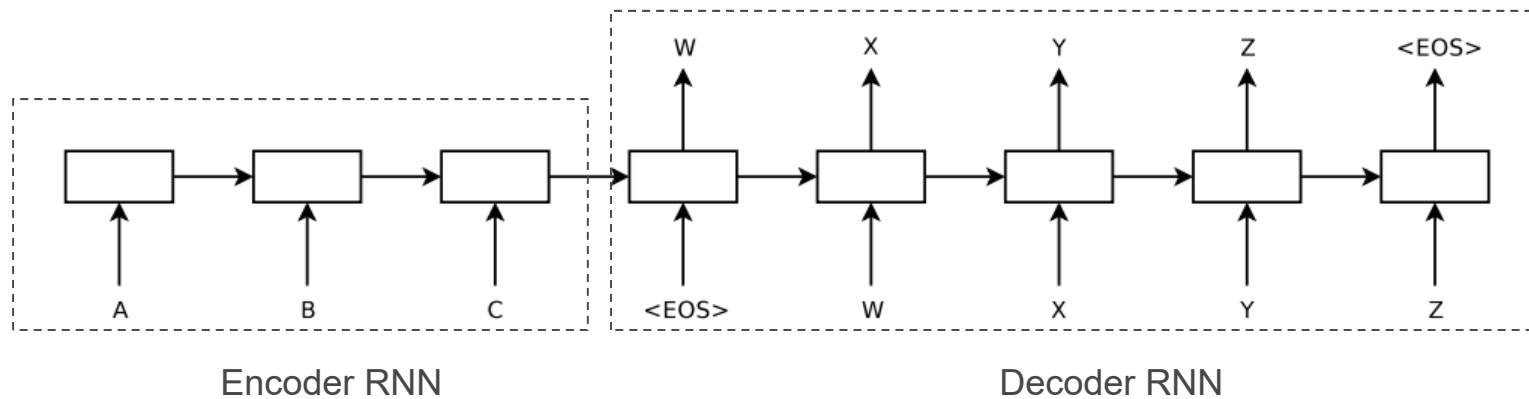 W X Y Z <EOS>
A B C <EOS> W X Y Z
Encoder RNN Decoder RNN